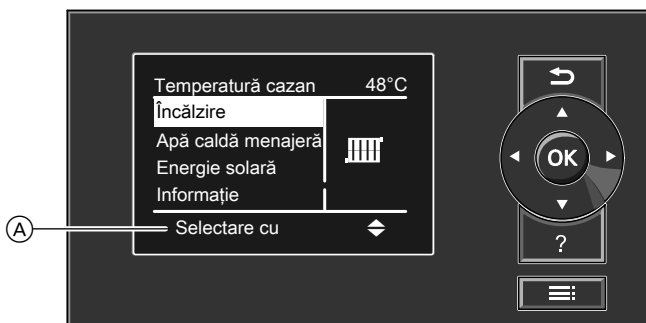 Temperatură cazan 48°C
Încălzire
Apă caldă menajeră
Energie solară
Informație
Selectare cu
A
OK
?